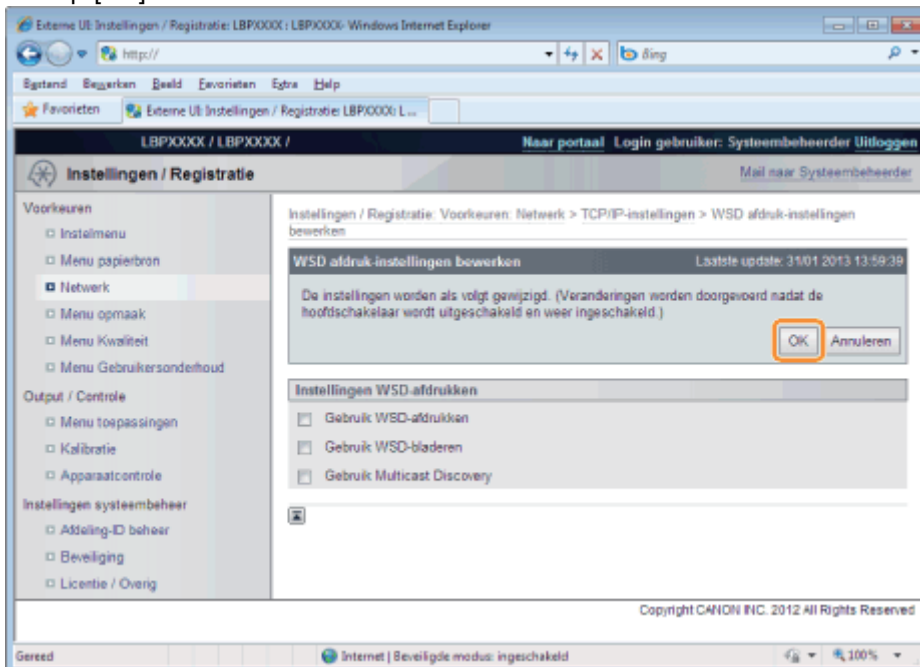 Externe UI: Instellingen / Registratie: LBPXXXX : LBPXXXX- Windows Internet Explorer
http://
Bing
Bestand Bewerken Beeld Favorieten Extra Help
Favorieten
Externe UI: Instellingen / Registratie: LBPXXXX: L...
LBPXXXX / LBPXXXX /
Naar portaal Login gebruiker: Systeembeheerder Uitloggen
Instellingen / Registratie
Mail naar Systeembeheerder
Voorkeuren
Instelmenu
Menu papierbron
Netwerk
Menu opmaak
Menu Kwaliteit
Menu Gebruikersonderhoud
Output / Controle
Menu toepassingen
Kalibratie
Apparaatcontrole
Instellingen systeembeheer
Afdeling-ID beheer
Beveiliging
Licentie / Overig
Instellingen / Registratie: Voorkeuren: Netwerk > TCP/IP-instellingen > WSD afdruk-instellingen
bewerken
WSD afdruk-instellingen bewerken
Laatste update: 31/01 2013 13:59:39
De instellingen worden als volgt gewijzigd. (Veranderingen worden doorgevoerd nadat de
hoofdschakelaar wordt uitgeschakeld en weer ingeschakeld.)
OK Annuleren
Instellingen WSD-afdrukken
Gebruik WSD-afdrukken
Gebruik WSD-bladeren
Gebruik Multicast Discovery
Copyright CANON INC. 2012 All Rights Reserved
Gereed
Internet | Beveiligde modus: ingeschakeld
100%